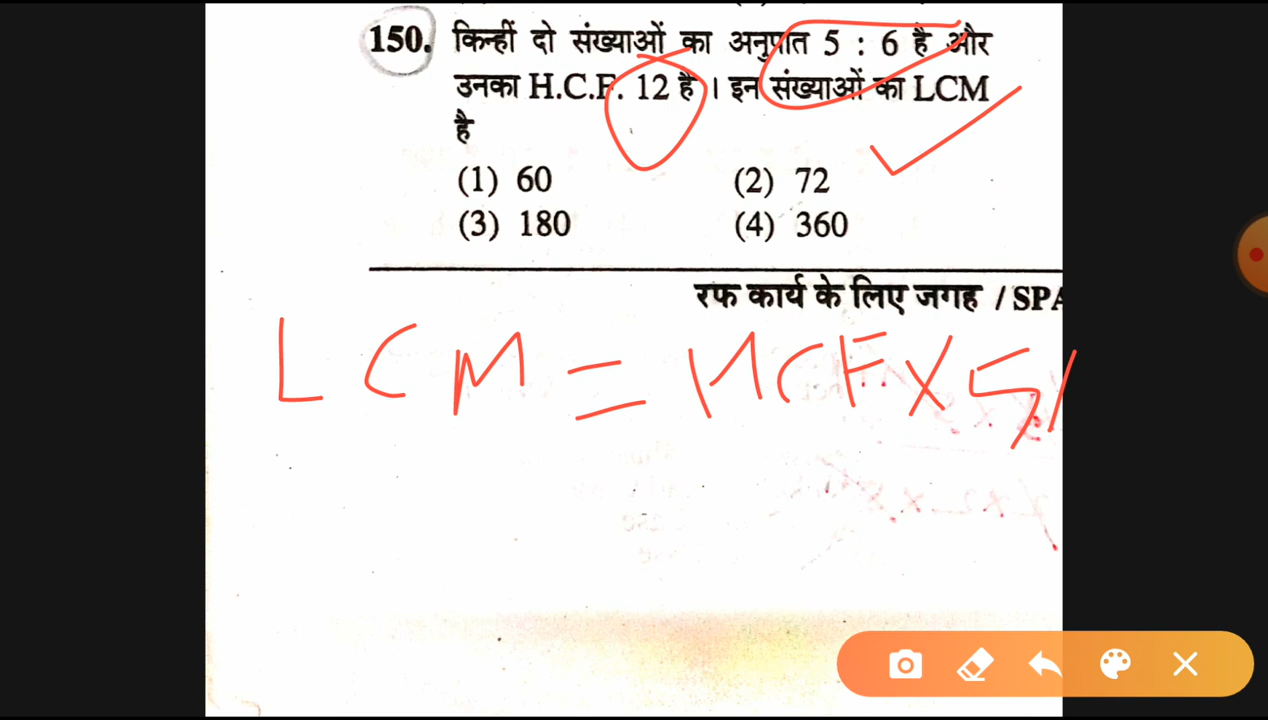 150. किन्हीं दो संख्याओं का अनुपात 5 : 6 है और
उनका H.C.F. 12 है । इन संख्याओं का LCM
है
(1) 60 (2) 72
(3) 180 (4) 360
रफ कार्य के लिए जगह / SPA
LCM = HCF X 5